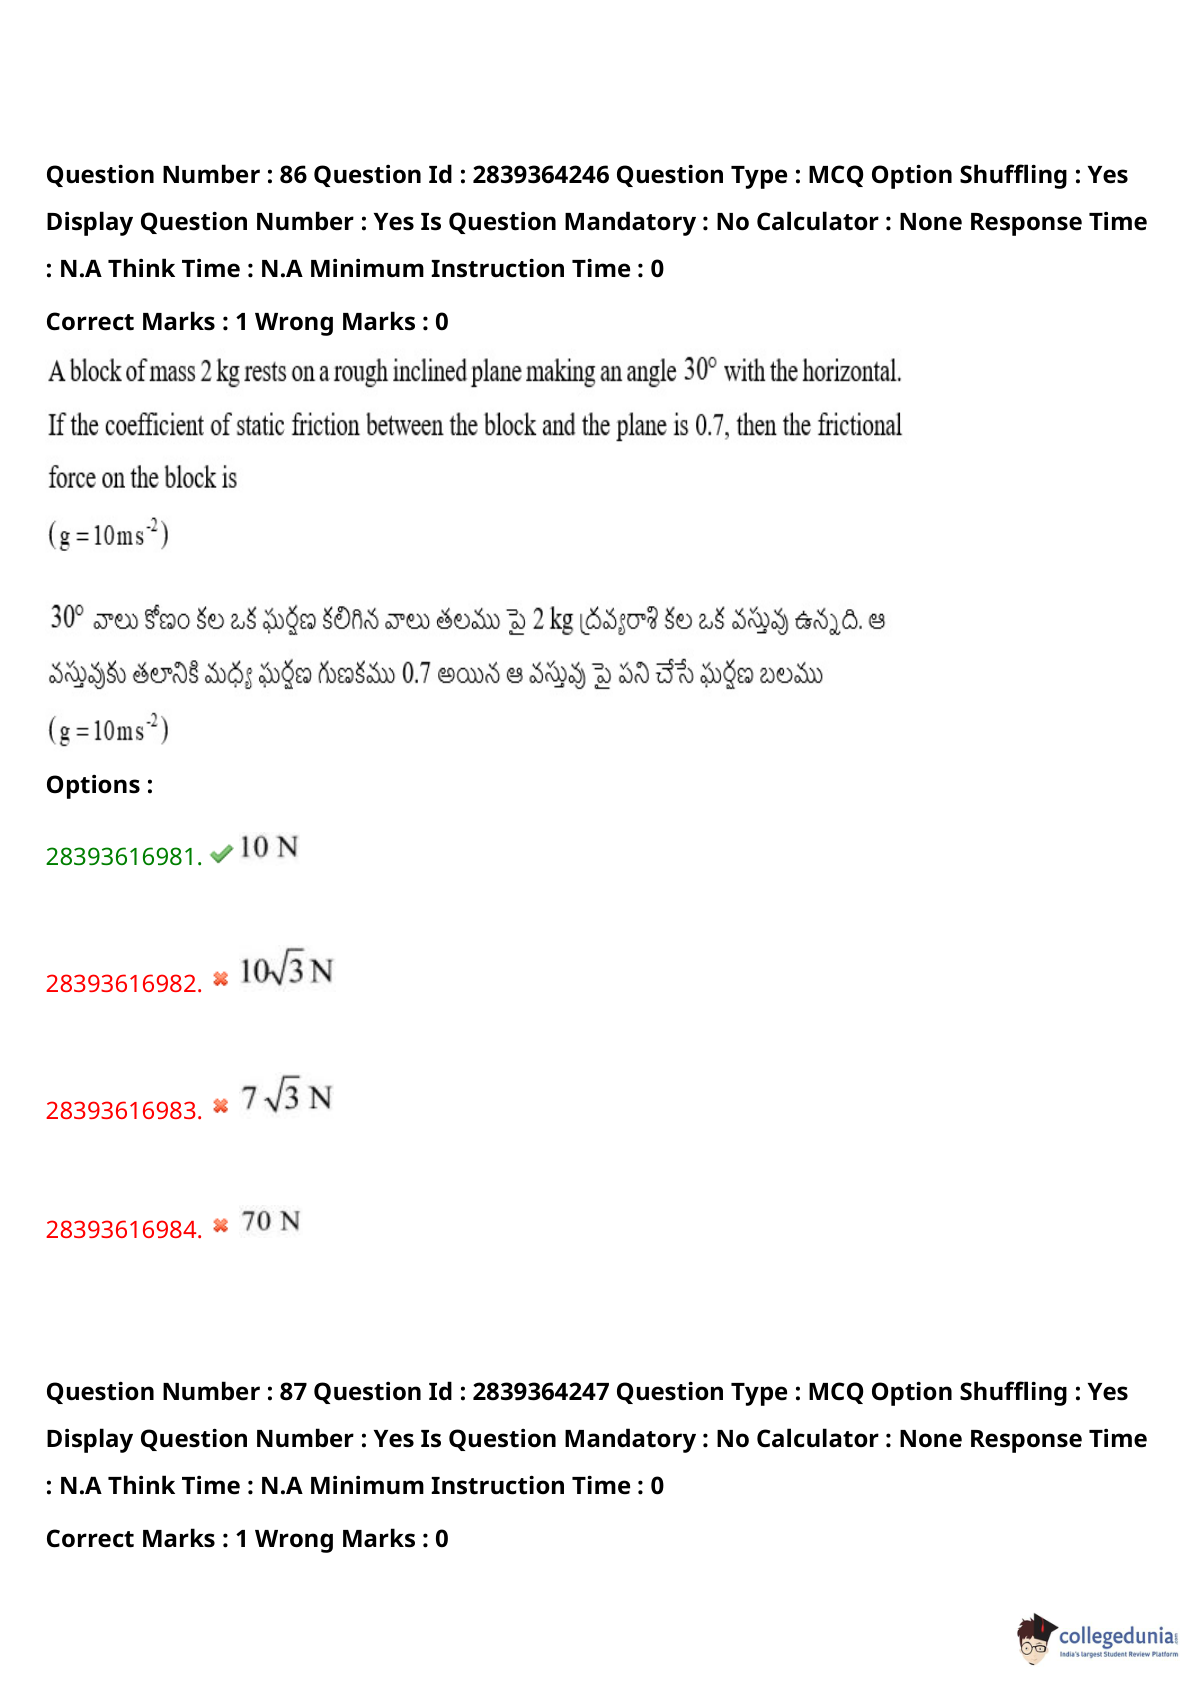 Question Number : 86 Question Id : 2839364246 Question Type : MCQ Option Shuffling : Yes
Display Question Number : Yes Is Question Mandatory : No Calculator : None Response Time
: N.A Think Time : N.A Minimum Instruction Time : 0
Correct Marks : 1 Wrong Marks : 0
A block of mass 2 kg rests on a rough inclined plane making an angle 30° with the horizontal.
If the coefficient of static friction between the block and the plane is 0.7, then the frictional
force on the block is
(g = 10 m s⁻²)
30° వాలు కోణం కల ఒక ఘర్షణ కలిగిన వాలు తలము పై 2 kg ద్రవ్యరాశి కల ఒక వస్తువు ఉన్నది. ఆ
వస్తువుకు తలానికి మధ్య ఘర్షణ గుణకము 0.7 అయిన ఆ వస్తువు పై పని చేసే ఘర్షణ బలము
(g = 10 m s⁻²)
Options :
28393616981. ✔ 10 N
28393616982. ✖ 10√3 N
28393616983. ✖ 7√3 N
28393616984. ✖ 70 N
Question Number : 87 Question Id : 2839364247 Question Type : MCQ Option Shuffling : Yes
Display Question Number : Yes Is Question Mandatory : No Calculator : None Response Time
: N.A Think Time : N.A Minimum Instruction Time : 0
Correct Marks : 1 Wrong Marks : 0
collegedunia
India's largest Student Review Platform